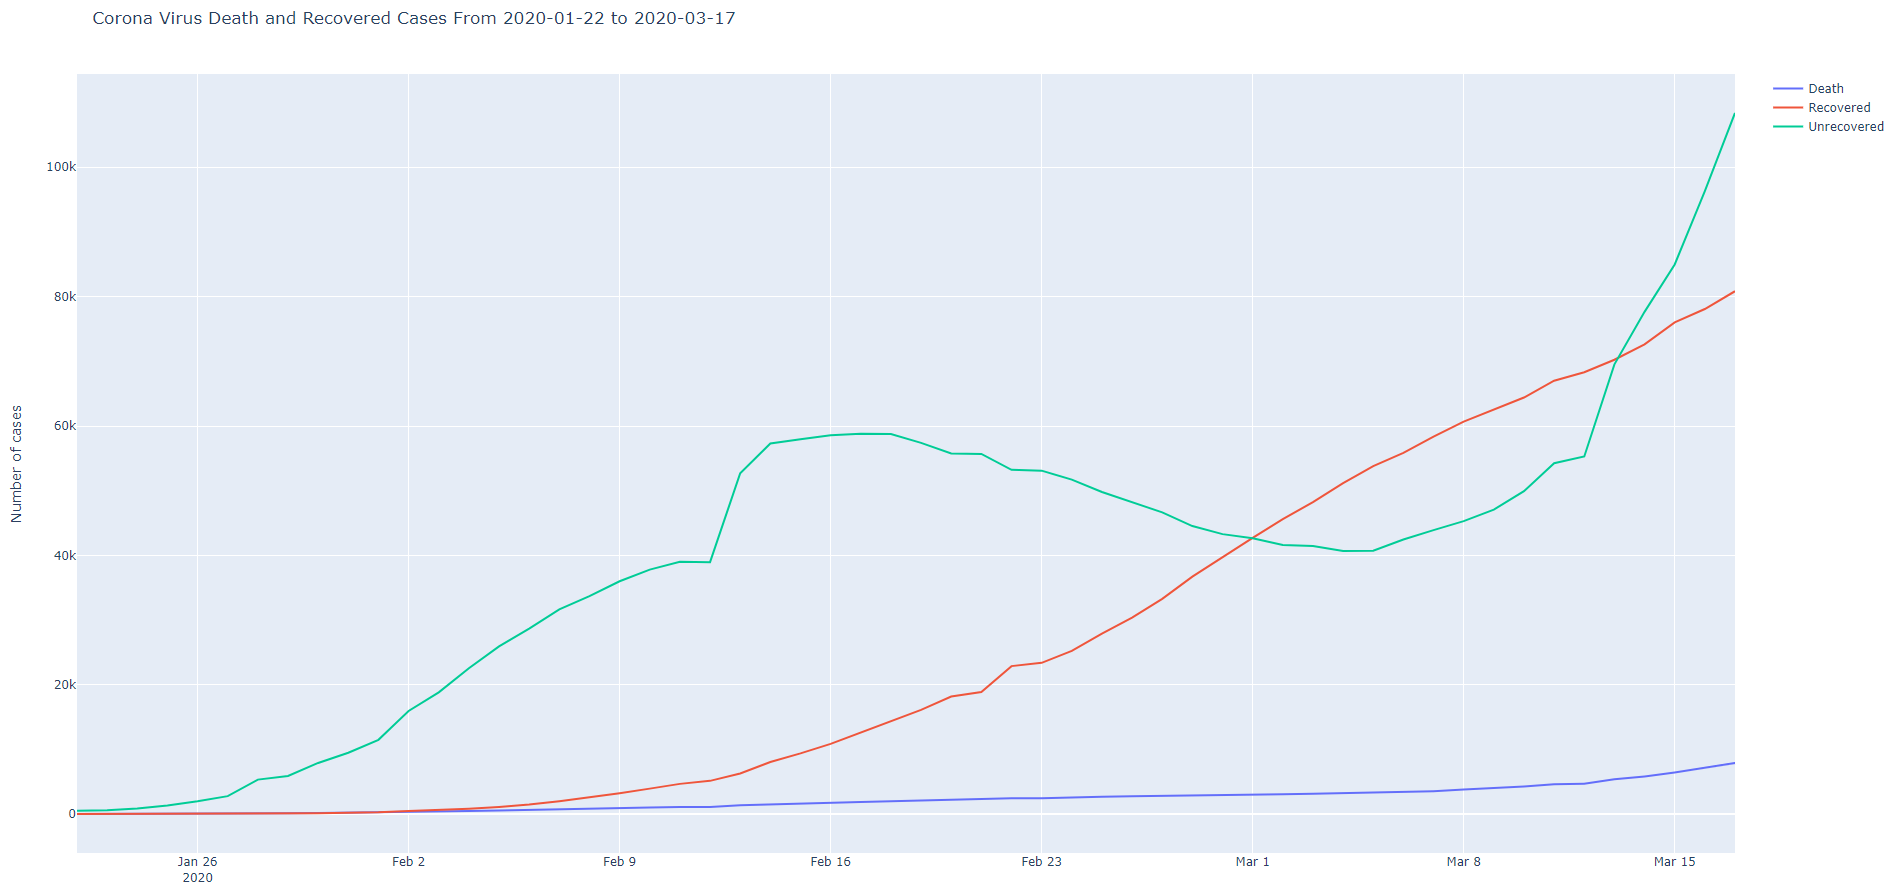 Corona Virus Death and Recovered Cases From 2020-01-22 to 2020-03-17
Death
Recovered
Unrecovered
Number of cases
100k
80k
60k
40k
20k
0
Jan 26
2020
Feb 2
Feb 9
Feb 16
Feb 23
Mar 1
Mar 8
Mar 15